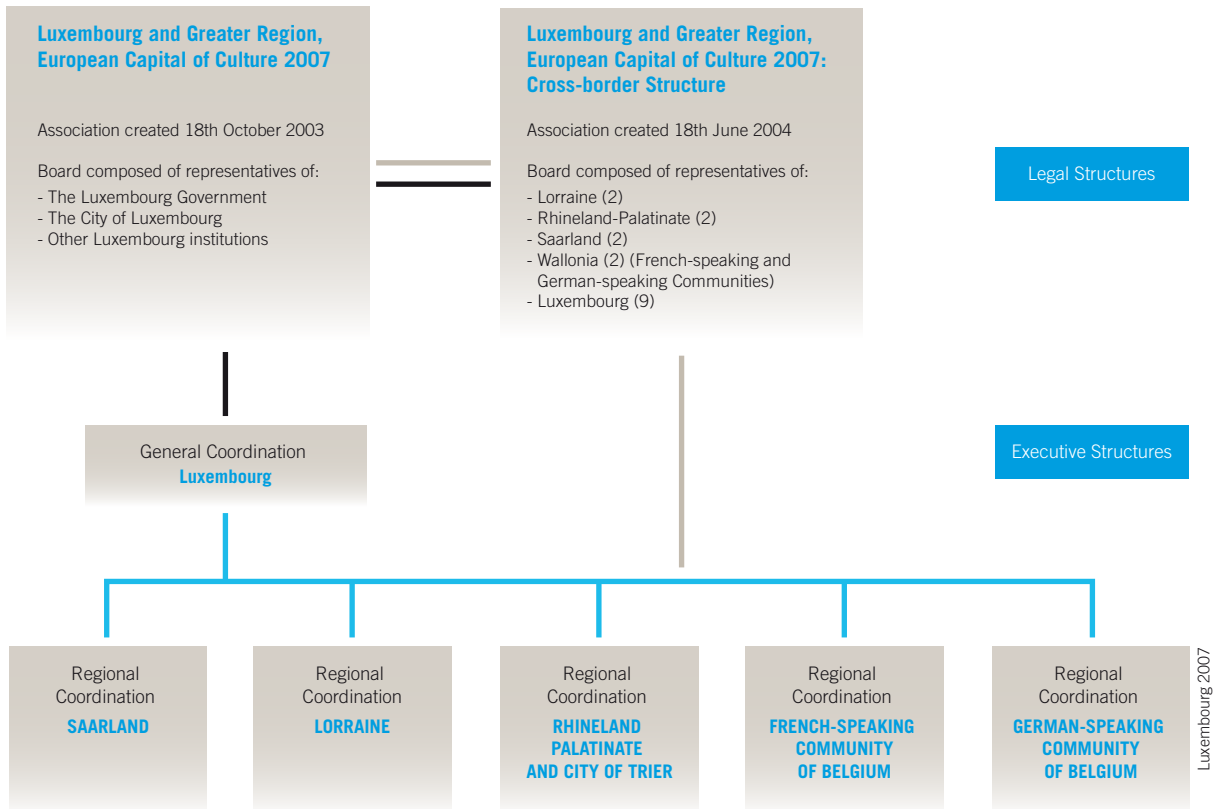 Luxembourg and Greater Region,
European Capital of Culture 2007
Association created 18th October 2003
Board composed of representatives of:
- The Luxembourg Government
- The City of Luxembourg
- Other Luxembourg institutions
Luxembourg and Greater Region,
European Capital of Culture 2007:
Cross-border Structure
Association created 18th June 2004
Board composed of representatives of:
- Lorraine (2)
- Rhineland-Palatinate (2)
- Saarland (2)
- Wallonia (2) (French-speaking and
German-speaking Communities)
- Luxembourg (9)
Legal Structures
General Coordination
Luxembourg
Executive Structures
Regional
Coordination
SAARLAND
Regional
Coordination
LORRAINE
Regional
Coordination
RHINELAND
PALATINATE
AND CITY OF TRIER
Regional
Coordination
FRENCH-SPEAKING
COMMUNITY
OF BELGIUM
Regional
Coordination
GERMAN-SPEAKING
COMMUNITY
OF BELGIUM
Luxembourg 2007